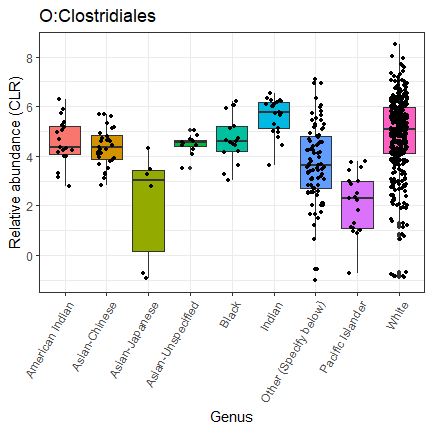 O:Clostridiales
Relative abundance (CLR)
8
6
4
2
0
American Indian
Asian-Chinese
Asian-Japanese
Asian-Unspecified
Black
Indian
Other (Specify below)
Pacific Islander
White
Genus